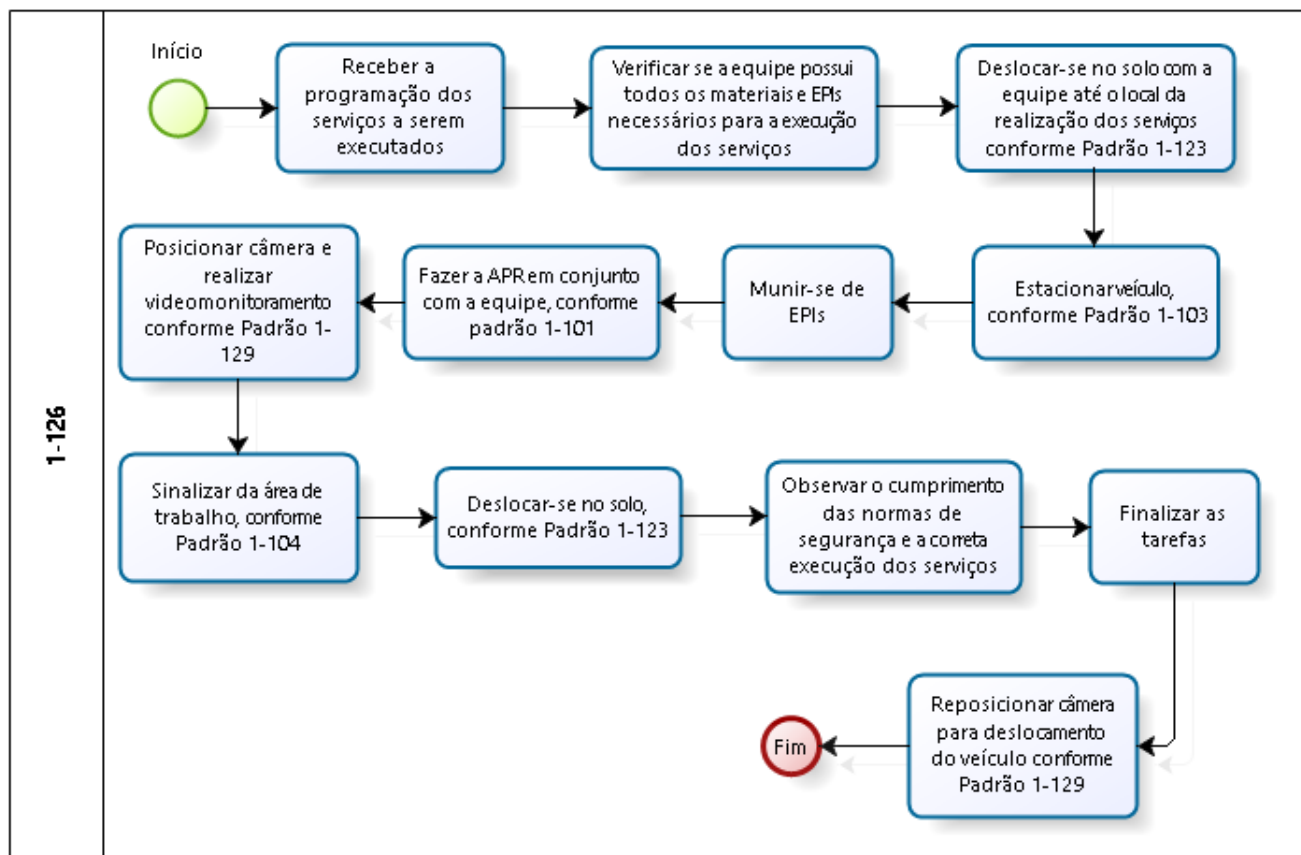 1-126
Início
Receber a
programação dos
serviços a serem
executados
Verificar se a equipe possui
todos os materiais e EPIs
necessários para a execução
dos serviços
Deslocar-se no solo com a
equipe até o local da
realização dos serviços
conforme Padrão 1-123
Estacionar veículo,
conforme Padrão 1-103
Munir-se de
EPIs
Fazer a APR em conjunto
com a equipe, conforme
padrão 1-101
Posicionar câmera e
realizar
videomonitoramento
conforme Padrão 1-
129
Sinalizar da área de
trabalho, conforme
Padrão 1-104
Deslocar-se no solo,
conforme Padrão 1-123
Observar o cumprimento
das normas de
segurança e a correta
execução dos serviços
Finalizar as
tarefas
Reposicionar câmera
para deslocamento
do veículo conforme
Padrão 1-129
Fim